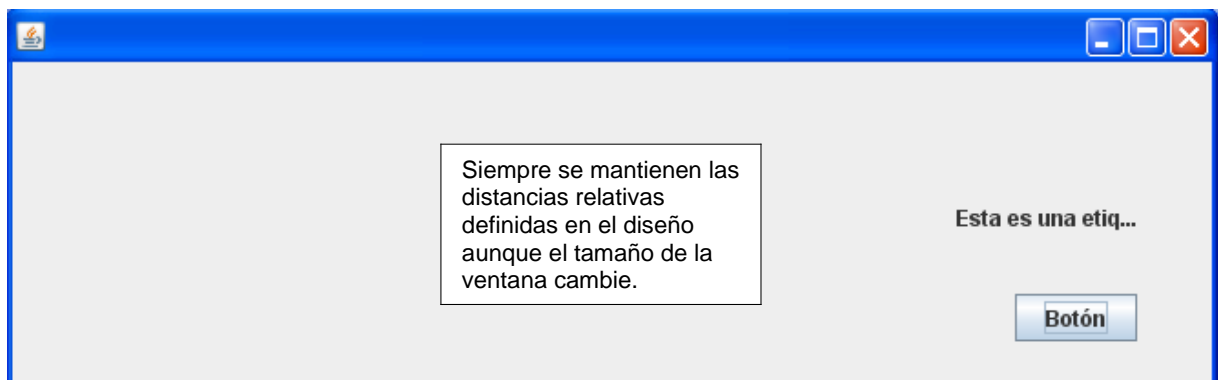 Siempre se mantienen las
distancias relativas
definidas en el diseño
aunque el tamaño de la
ventana cambie.
Esta es una etiq...
Botón